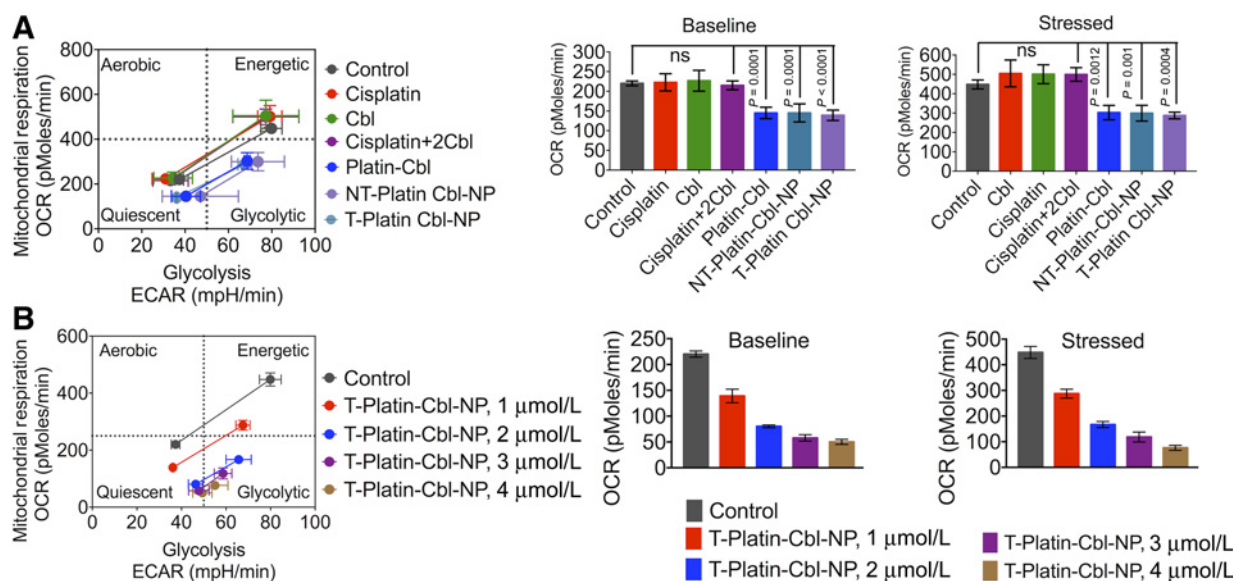 A
Mitochondrial respiration
OCR (pMoles/min)
800
600
400
200
0
Aerobic
Energetic
Quiescent
Glycolytic
0 20 40 60 80 100
Glycolysis
ECAR (mpH/min)
Control
Cisplatin
Cbl
Cisplatin+2Cbl
Platin-Cbl
NT-Platin Cbl-NP
T-Platin Cbl-NP
Baseline
OCR (pMoles/min)
250
200
150
100
50
0
ns
P = 0.0001
P = 0.0001
P < 0.0001
Control
Cisplatin
Cbl
Cisplatin+2Cbl
Platin-Cbl
NT-Platin-Cbl-NP
T-Platin Cbl-NP
Stressed
OCR (pMoles/min)
600
500
400
300
200
100
0
ns
P = 0.0012
P = 0.001
P = 0.0004
Control
Cbl
Cisplatin
Cisplatin+2Cbl
Platin-Cbl
NT-Platin-Cbl-NP
T-Platin Cbl-NP
B
Mitochondrial respiration
OCR (pMoles/min)
600
400
200
0
Aerobic
Energetic
Quiescent
Glycolytic
0 20 40 60 80 100
Glycolysis
ECAR (mpH/min)
Control
T-Platin-Cbl-NP, 1 μmol/L
T-Platin-Cbl-NP, 2 μmol/L
T-Platin-Cbl-NP, 3 μmol/L
T-Platin-Cbl-NP, 4 μmol/L
Baseline
OCR (pMoles/min)
250
200
150
100
50
0
Stressed
OCR (pMoles/min)
500
400
300
200
100
0
Control
T-Platin-Cbl-NP, 1 μmol/L
T-Platin-Cbl-NP, 2 μmol/L
T-Platin-Cbl-NP, 3 μmol/L
T-Platin-Cbl-NP, 4 μmol/L